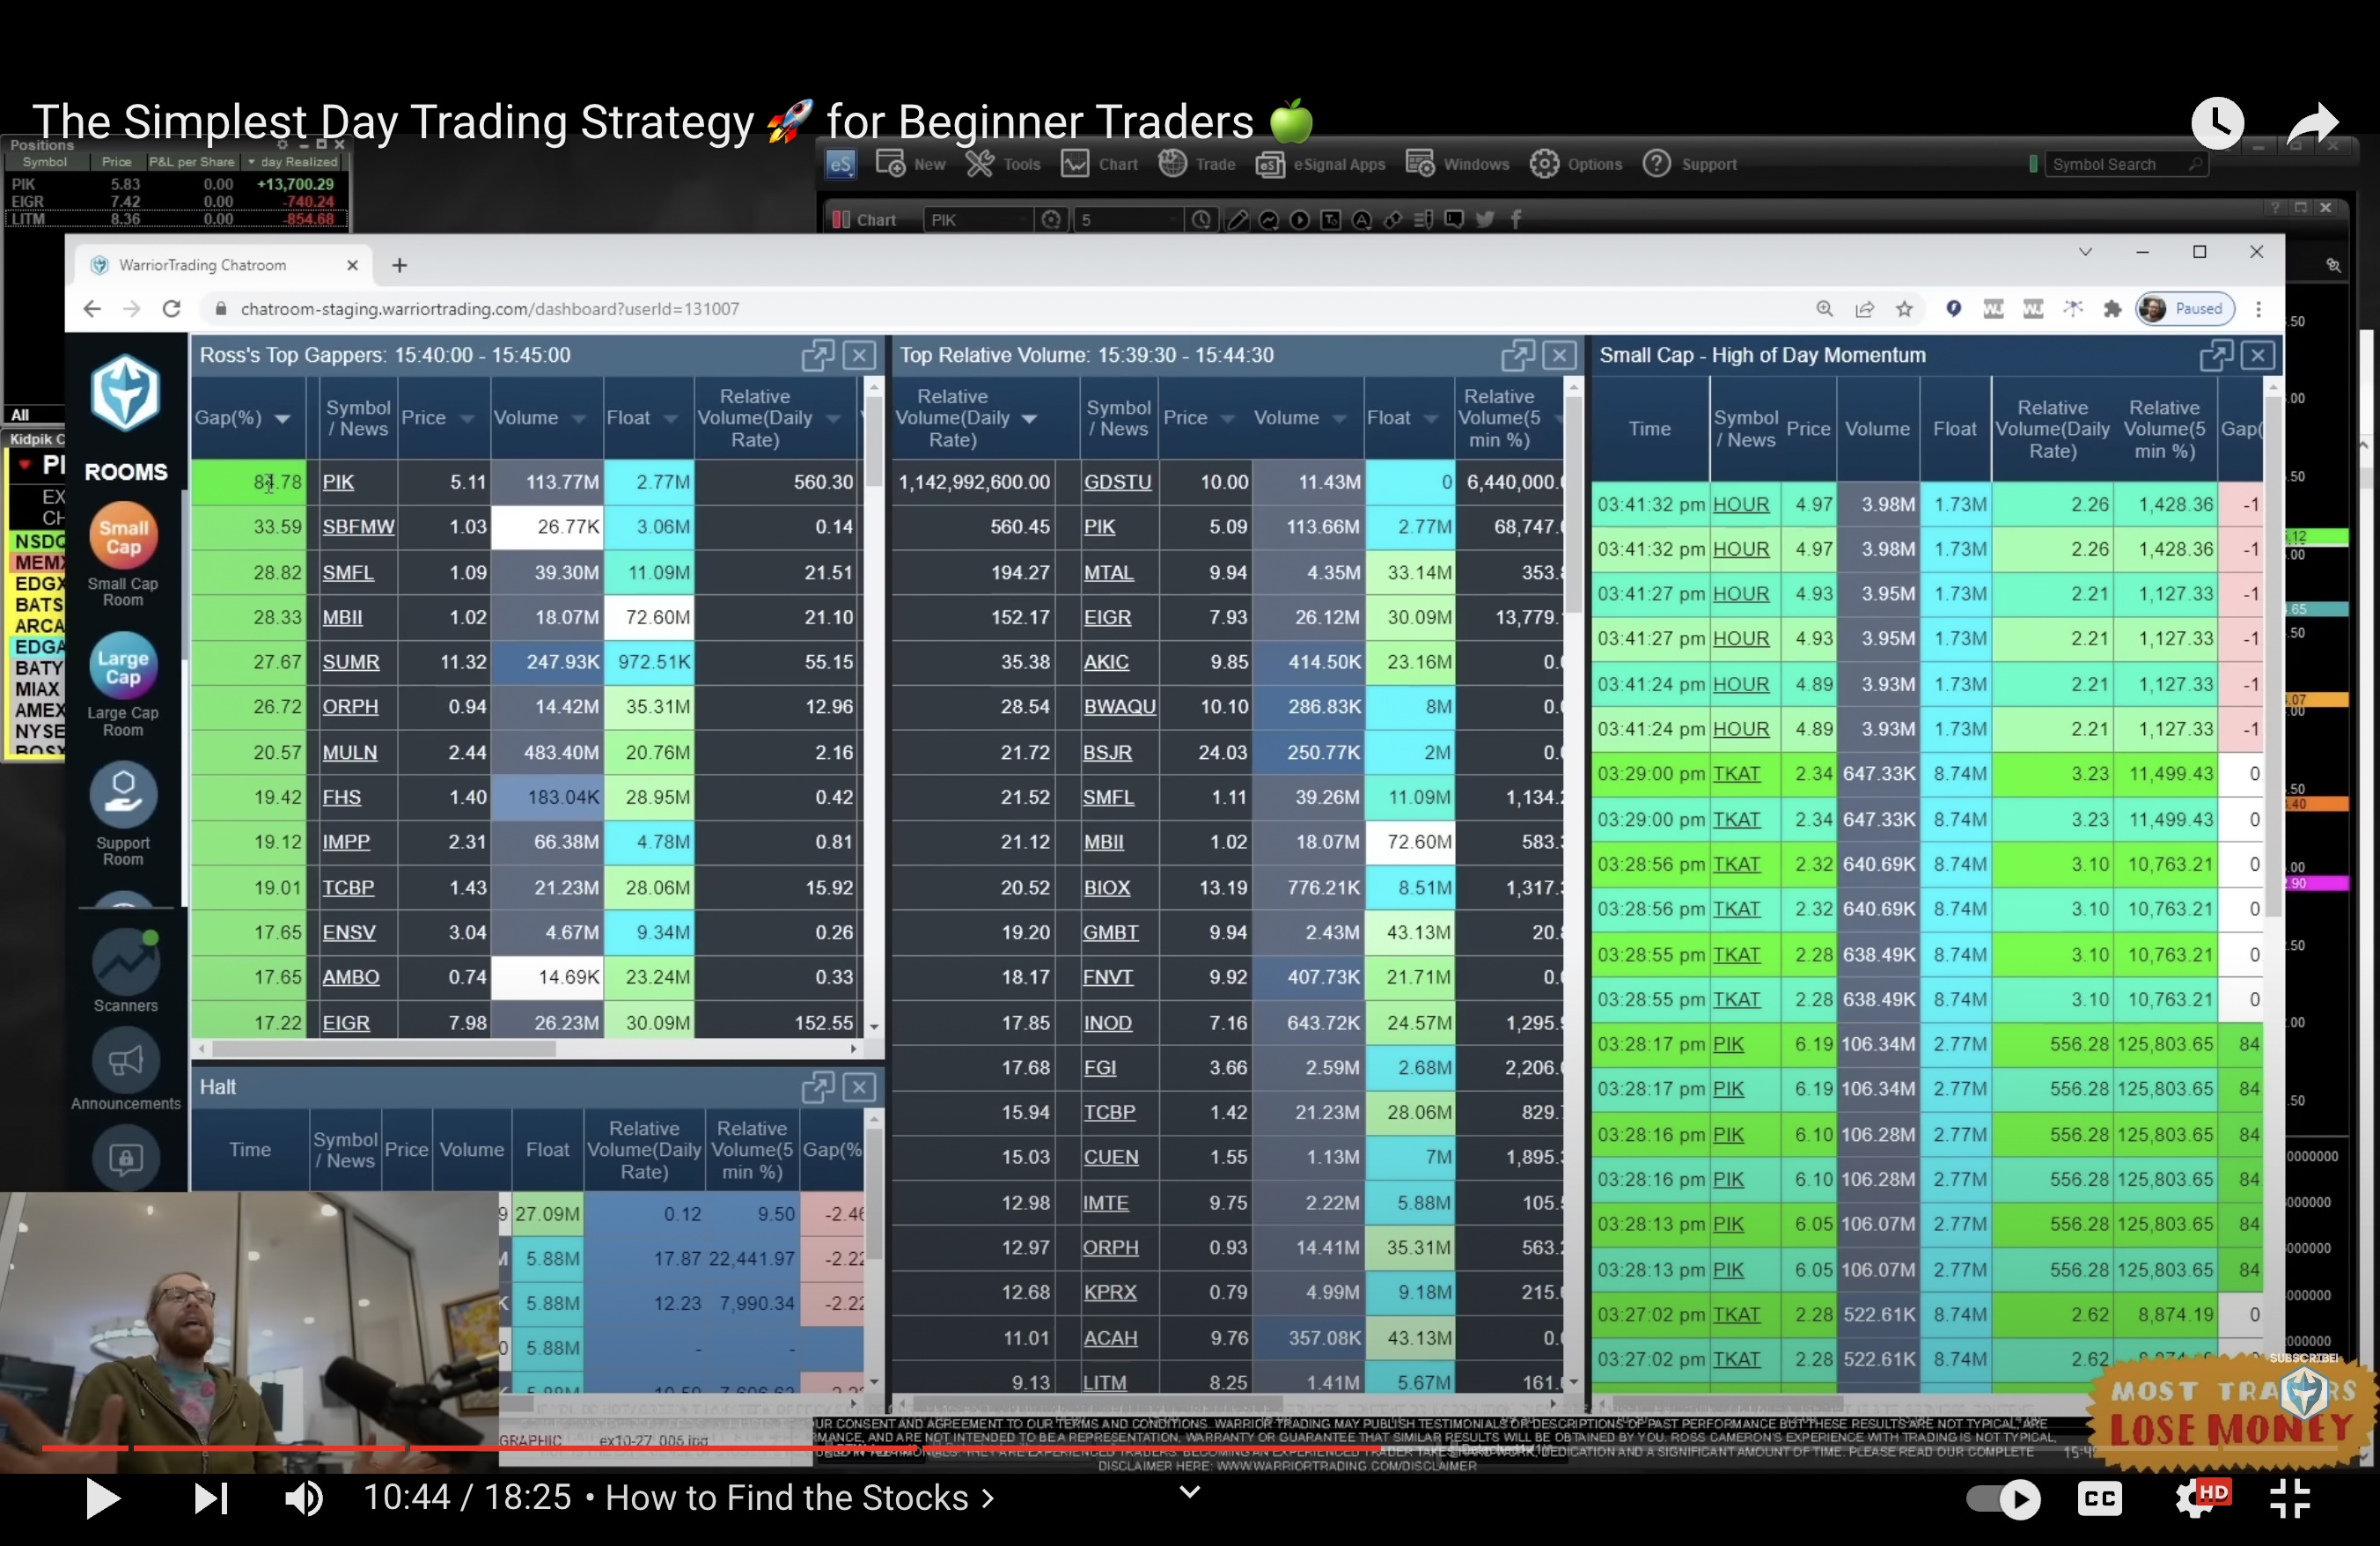 The Simplest Day Trading Strategy 🚀 for Beginner Traders 🍏
Positions
Symbol Price P&L per Share day Realized
PIK 5.83 0.00 +13,700.29
EIGR 7.42 0.00 -740.24
LITM 8.36 0.00 -854.68
eS New Tools Chart Trade eSignal Apps Windows Options Support Symbol Search
Chart PIK 5
WarriorTrading Chatroom
chatroom-staging.warriortrading.com/dashboard?userId=131007
Paused
All
Kidpik C
PI
EX
CH
NSDQ
MEMX
EDGX
BATS
ARCA
EDGA
BATY
MIAX
AMEX
NYSE
ROOMS
Small Cap
Small Cap Room
Large Cap
Large Cap Room
Support Room
Scanners
Announcements
Ross's Top Gappers: 15:40:00 - 15:45:00
Gap(%) Symbol / News Price Volume Float Relative Volume(Daily Rate)
PIK 5.11 113.77M 2.77M 560.30
33.59 SBFMW 1.03 26.77K 3.06M 0.14
28.82 SMFL 1.09 39.30M 11.09M 21.51
28.33 MBII 1.02 18.07M 72.60M 21.10
27.67 SUMR 11.32 247.93K 972.51K 55.15
26.72 ORPH 0.94 14.42M 35.31M 12.96
20.57 MULN 2.44 483.40M 20.76M 2.16
19.42 FHS 1.40 183.04K 28.95M 0.42
19.12 IMPP 2.31 66.38M 4.78M 0.81
19.01 TCBP 1.43 21.23M 28.06M 15.92
17.65 ENSV 3.04 4.67M 9.34M 0.26
17.65 AMBO 0.74 14.69K 23.24M 0.33
17.22 EIGR 7.98 26.23M 30.09M 152.55
Halt
Time Symbol / News Price Volume Float Relative Volume(Daily Rate) Relative Volume(5 min %) Gap(%
9 27.09M 0.12 9.50 -2.46
5.88M 17.87 22,441.97 -2.22
5.88M 12.23 7,990.34 -2.22
0 5.88M - -
Top Relative Volume: 15:39:30 - 15:44:30
Relative Volume(Daily Rate) Symbol / News Price Volume Float Relative Volume(5 min %)
1,142,992,600.00 GDSTU 10.00 11.43M 0 6,440,000.
560.45 PIK 5.09 113.66M 2.77M 68,747.
194.27 MTAL 9.94 4.35M 33.14M 353.
152.17 EIGR 7.93 26.12M 30.09M 13,779.
35.38 AKIC 9.85 414.50K 23.16M 0.
28.54 BWAQU 10.10 286.83K 8M 0.
21.72 BSJR 24.03 250.77K 2M 0.
21.52 SMFL 1.11 39.26M 11.09M 1,134.
21.12 MBII 1.02 18.07M 72.60M 583.
20.52 BIOX 13.19 776.21K 8.51M 1,317.
19.20 GMBT 9.94 2.43M 43.13M 20.
18.17 FNVT 9.92 407.73K 21.71M 0.
17.85 INOD 7.16 643.72K 24.57M 1,295.
17.68 FGI 3.66 2.59M 2.68M 2,206.
15.94 TCBP 1.42 21.23M 28.06M 829.
15.03 CUEN 1.55 1.13M 7M 1,895.
12.98 IMTE 9.75 2.22M 5.88M 105.
12.97 ORPH 0.93 14.41M 35.31M 563.
12.68 KPRX 0.79 4.99M 9.18M 215.
11.01 ACAH 9.76 357.08K 43.13M 0.
9.13 LITM 8.25 1.41M 5.67M 161.
Small Cap - High of Day Momentum
Time Symbol / News Price Volume Float Relative Volume(Daily Rate) Relative Volume(5 min %) Gap(
03:41:32 pm HOUR 4.97 3.98M 1.73M 2.26 1,428.36 -1
03:41:32 pm HOUR 4.97 3.98M 1.73M 2.26 1,428.36 -1
03:41:27 pm HOUR 4.93 3.95M 1.73M 2.21 1,127.33 -1
03:41:27 pm HOUR 4.93 3.95M 1.73M 2.21 1,127.33 -1
03:41:24 pm HOUR 4.89 3.93M 1.73M 2.21 1,127.33 -1
03:41:24 pm HOUR 4.89 3.93M 1.73M 2.21 1,127.33 -1
03:29:00 pm TKAT 2.34 647.33K 8.74M 3.23 11,499.43 0
03:29:00 pm TKAT 2.34 647.33K 8.74M 3.23 11,499.43 0
03:28:56 pm TKAT 2.32 640.69K 8.74M 3.10 10,763.21 0
03:28:56 pm TKAT 2.32 640.69K 8.74M 3.10 10,763.21 0
03:28:55 pm TKAT 2.28 638.49K 8.74M 3.10 10,763.21 0
03:28:55 pm TKAT 2.28 638.49K 8.74M 3.10 10,763.21 0
03:28:17 pm PIK 6.19 106.34M 2.77M 556.28 125,803.65 84
03:28:17 pm PIK 6.19 106.34M 2.77M 556.28 125,803.65 84
03:28:16 pm PIK 6.10 106.28M 2.77M 556.28 125,803.65 84
03:28:16 pm PIK 6.10 106.28M 2.77M 556.28 125,803.65 84
03:28:13 pm PIK 6.05 106.07M 2.77M 556.28 125,803.65 84
03:28:13 pm PIK 6.05 106.07M 2.77M 556.28 125,803.65 84
03:27:02 pm TKAT 2.28 522.61K 8.74M 2.62 8,874.19 0
03:27:02 pm TKAT 2.28 522.61K 8.74M 2.62
SUBSCRIBE!
MOST TRA RS
LOSE MONEY
GRAPHIC
UR CONSENT AND AGREEMENT TO OUR TERMS AND CONDITIONS. WARRIOR TRADING MAY PUBLISH TESTIMONIALS OR DESCRIPTIONS OF PAST PERFORMANCE BUT THESE RESULTS ARE NOT TYPICAL, ARE
MANCE, AND ARE NOT INTENDED TO BE A REPRESENTATION, WARRANTY OR GUARANTEE THAT SIMILAR RESULTS WILL BE OBTAINED BY YOU. ROSS CAMERON'S EXPERIENCE WITH TRADING IS NOT TYPICAL,
DEDICATION AND A SIGNIFICANT AMOUNT OF TIME. PLEASE READ OUR COMPLETE
DISCLAIMER HERE: WWW.WARRIORTRADING.COM/DISCLAIMER
10:44 / 18:25 • How to Find the Stocks
CC
HD